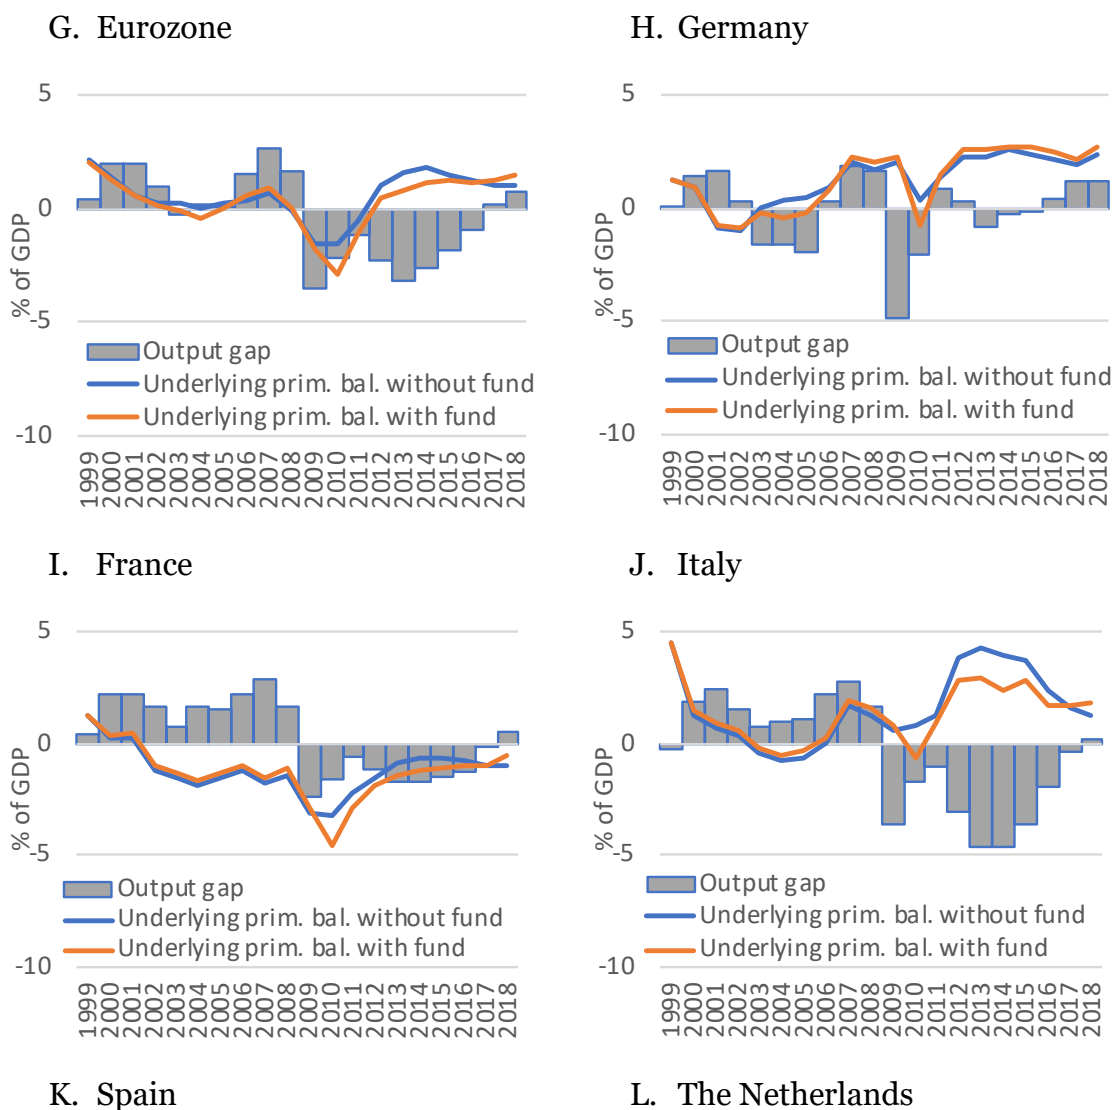 G. Eurozone
5
0
-5
-10
% of GDP
Output gap
Underlying prim. bal. without fund
Underlying prim. bal. with fund
1999 2000 2001 2002 2003 2004 2005 2006 2007 2008 2009 2010 2011 2012 2013 2014 2015 2016 2017 2018
H. Germany
5
0
-5
-10
% of GDP
Output gap
Underlying prim. bal. without fund
Underlying prim. bal. with fund
1999 2000 2001 2002 2003 2004 2005 2006 2007 2008 2009 2010 2011 2012 2013 2014 2015 2016 2017 2018
I. France
5
0
-5
-10
% of GDP
Output gap
Underlying prim. bal. without fund
Underlying prim. bal. with fund
1999 2000 2001 2002 2003 2004 2005 2006 2007 2008 2009 2010 2011 2012 2013 2014 2015 2016 2017 2018
J. Italy
5
0
-5
-10
% of GDP
Output gap
Underlying prim. bal. without fund
Underlying prim. bal. with fund
1999 2000 2001 2002 2003 2004 2005 2006 2007 2008 2009 2010 2011 2012 2013 2014 2015 2016 2017 2018
K. Spain
L. The Netherlands